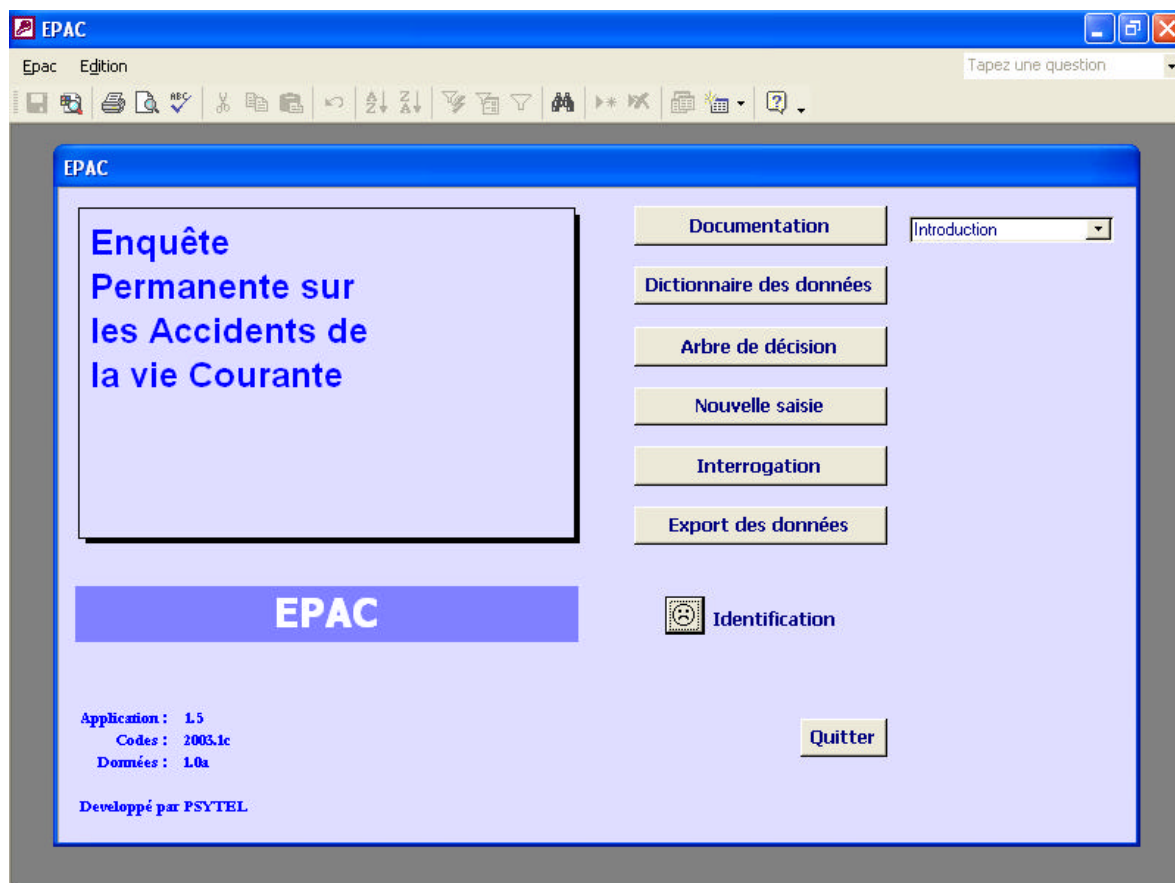 EPAC
Epac Edition
Tapez une question
EPAC
Enquête
Permanente sur
les Accidents de
la vie Courante
Documentation
Introduction
Dictionnaire des données
Arbre de décision
Nouvelle saisie
Interrogation
Export des données
EPAC
Identification
Application : 1.5
Codes : 2003.1c
Données : 1.0a
Quitter
Developpé par PSYTEL